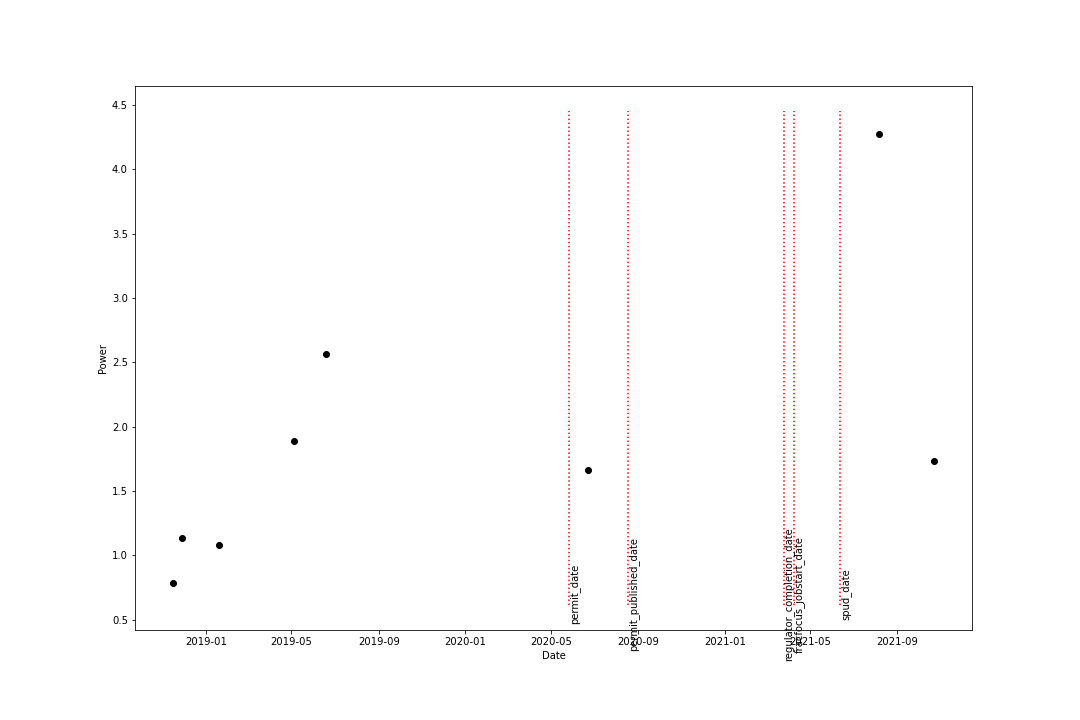 4.5
4.0
3.5
3.0
2.5
2.0
1.5
1.0
0.5
Power
permit_date
permit_published_date
regulator_completion_date
fracfocus_jobstart_date
spud_date
2019-01
2019-05
2019-09
2020-01
2020-05
2020-09
2021-01
2021-05
2021-09
Date